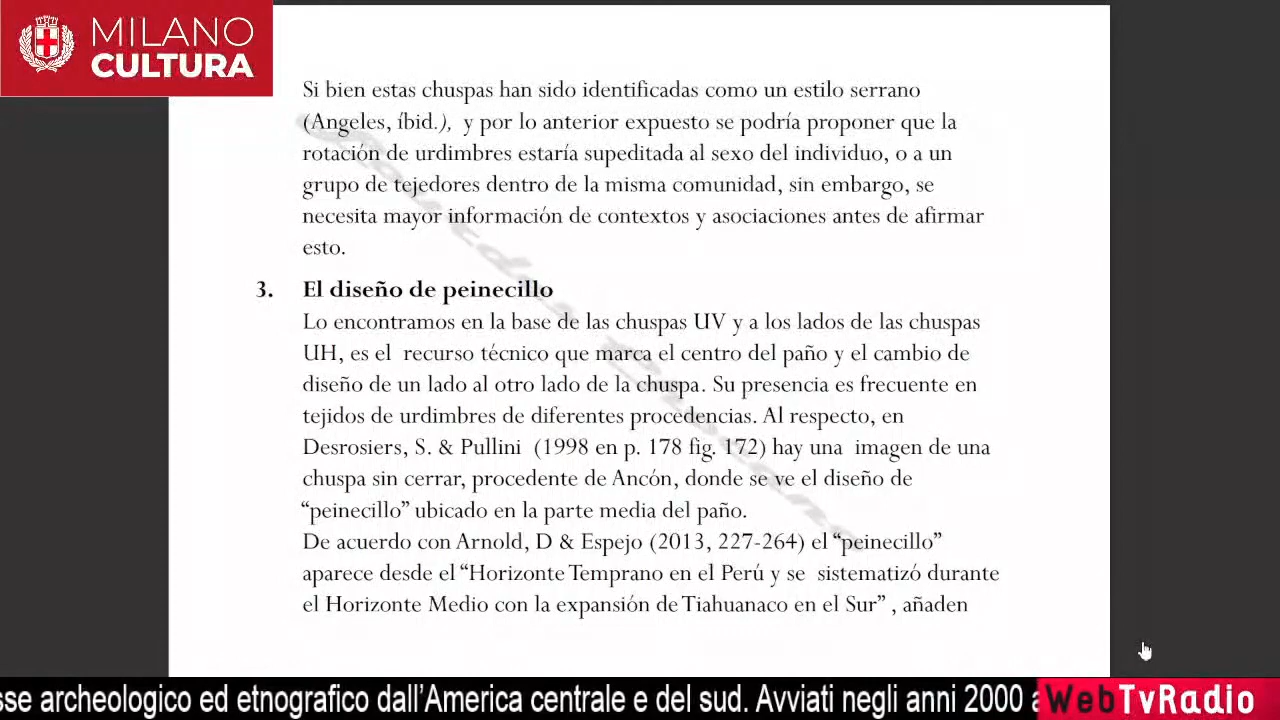 MILANO
CULTURA
Si bien estas chuspas han sido identificadas como un estilo serrano
(Angeles, íbid.), y por lo anterior expuesto se podría proponer que la
rotación de urdimbres estaría supeditada al sexo del individuo, o a un
grupo de tejedores dentro de la misma comunidad, sin embargo, se
necesita mayor información de contextos y asociaciones antes de afirmar
esto.
3. El diseño de peinecillo
Lo encontramos en la base de las chuspas UV y a los lados de las chuspas
UH, es el recurso técnico que marca el centro del paño y el cambio de
diseño de un lado al otro lado de la chuspa. Su presencia es frecuente en
tejidos de urdimbres de diferentes procedencias. Al respecto, en
Desrosiers, S. & Pullini (1998 en p. 178 fig. 172) hay una imagen de una
chuspa sin cerrar, procedente de Ancón, donde se ve el diseño de
“peinecillo” ubicado en la parte media del paño.
De acuerdo con Arnold, D & Espejo (2013, 227-264) el “peinecillo”
aparece desde el “Horizonte Temprano en el Perú y se sistematizó durante
el Horizonte Medio con la expansión de Tiahuanaco en el Sur” , añaden
sse archeologico ed etnografico dall’America centrale e del sud. Avviati negli anni 2000 a
WebTvRadio